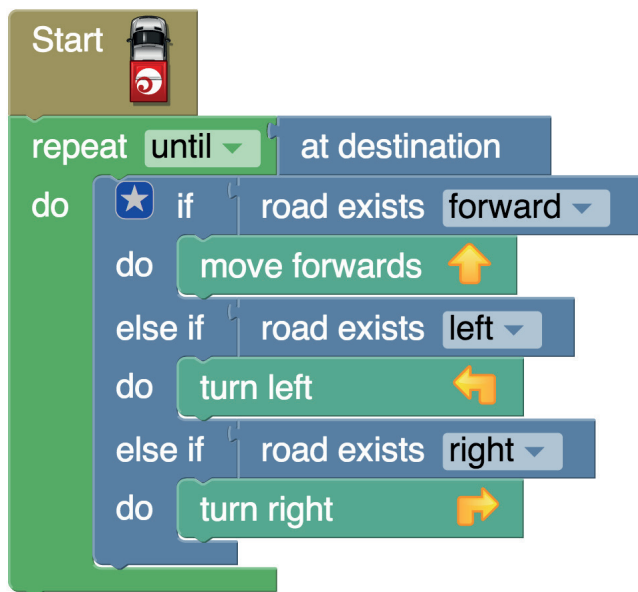 Start
repeat until at destination
do if road exists forward
do move forwards
else if road exists left
do turn left
else if road exists right
do turn right